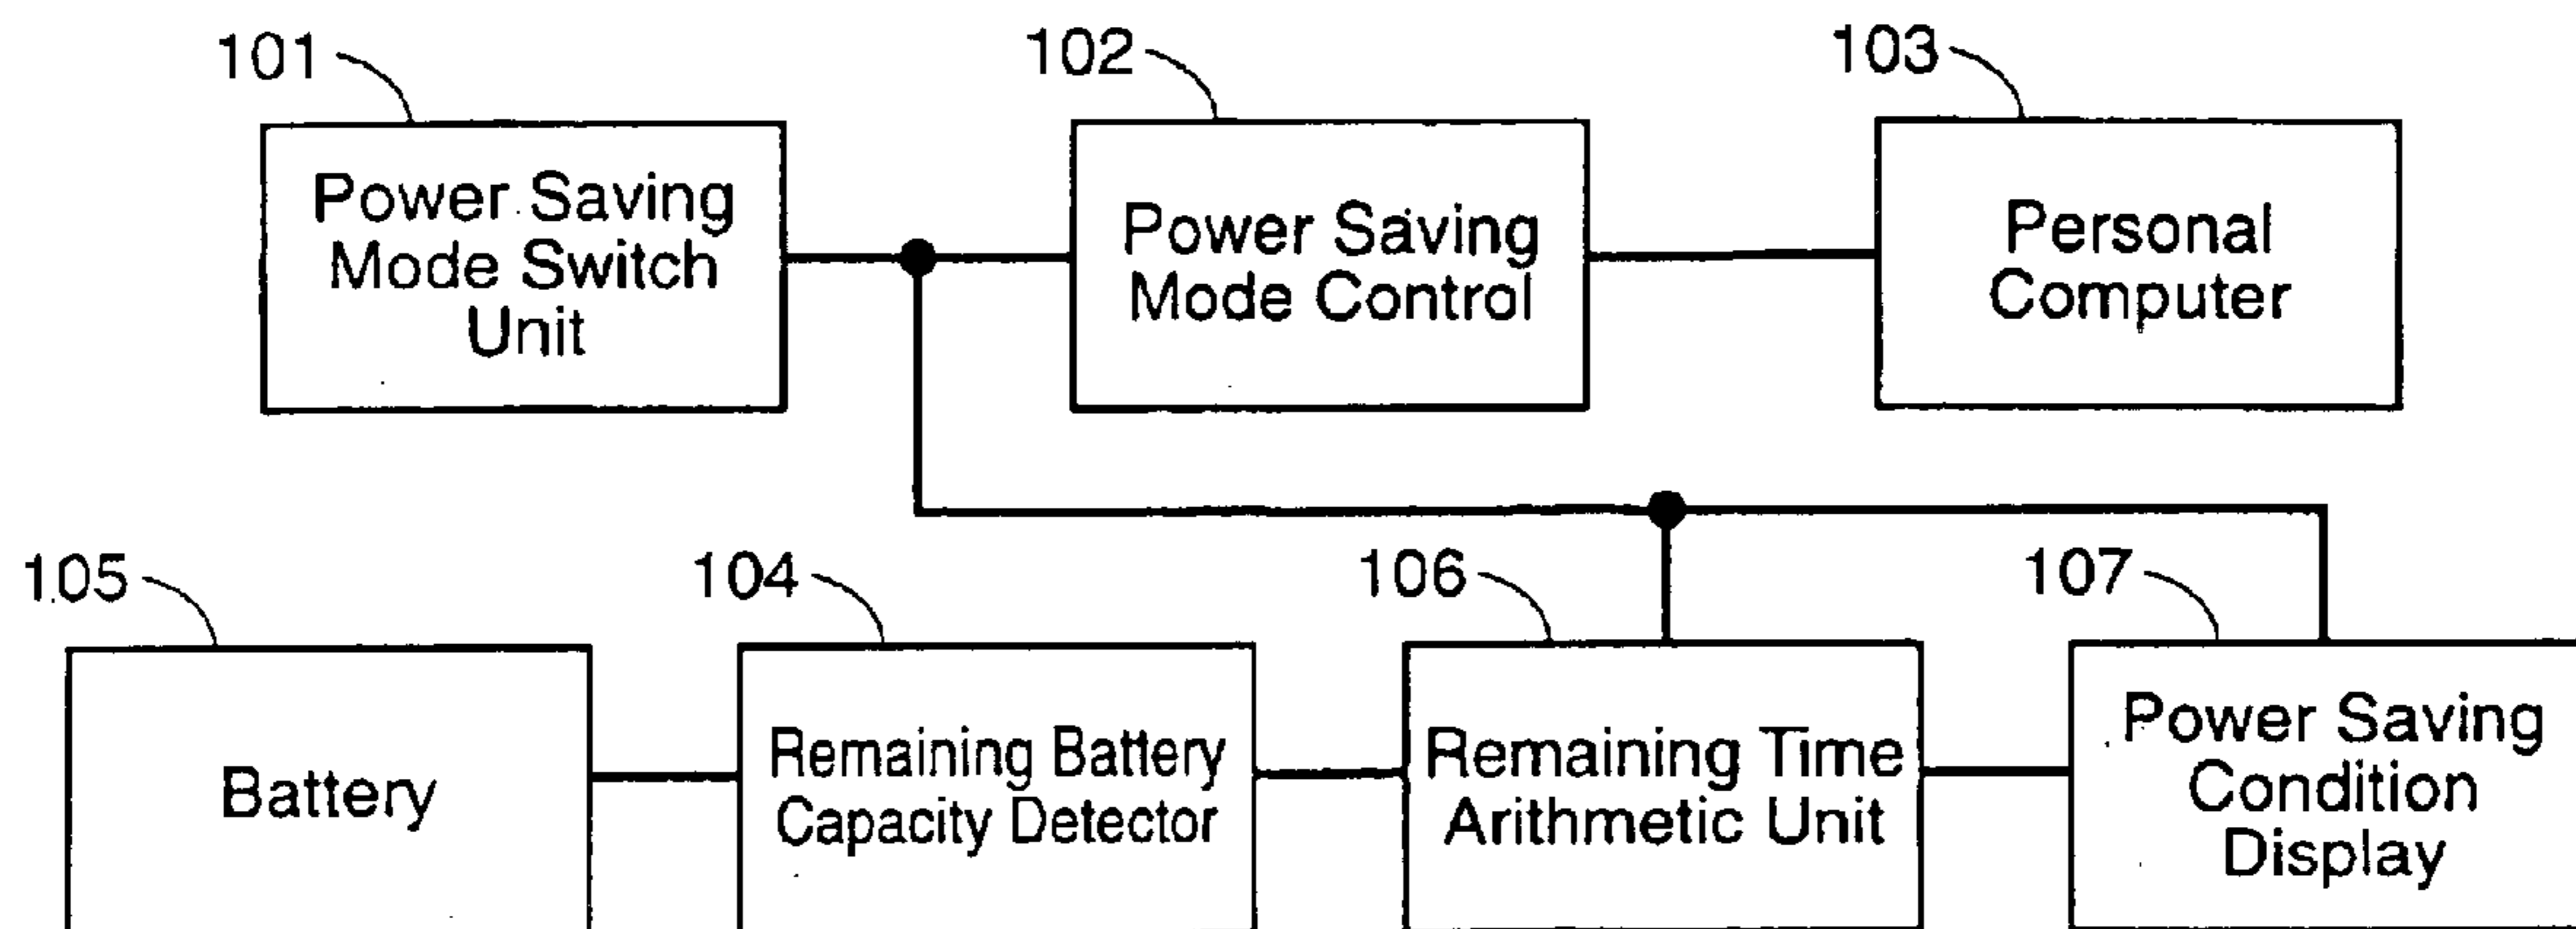 101
102
103
Power Saving
Mode Switch
Unit
Power Saving
Mode Control
Personal
Computer
105
104
106
107
Battery
Remaining Battery
Capacity Detector
Remaining Time
Arithmetic Unit
Power Saving
Condition
Display